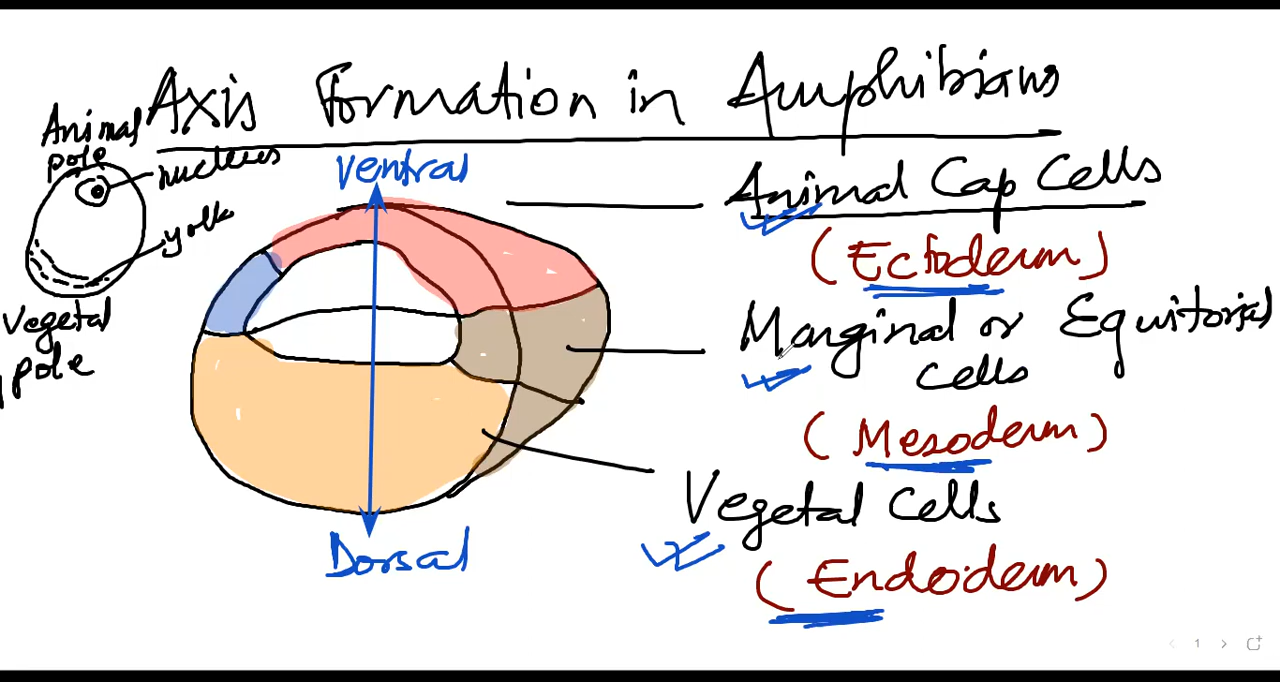 Axis Formation in Amphibians
Animal
pole
nucleus
yolk
Vegetal
pole
Ventral
Dorsal
Animal Cap Cells
(Ectoderm)
Marginal or Equitorial
Cells
(Mesoderm)
Vegetal Cells
(Endoderm)
1